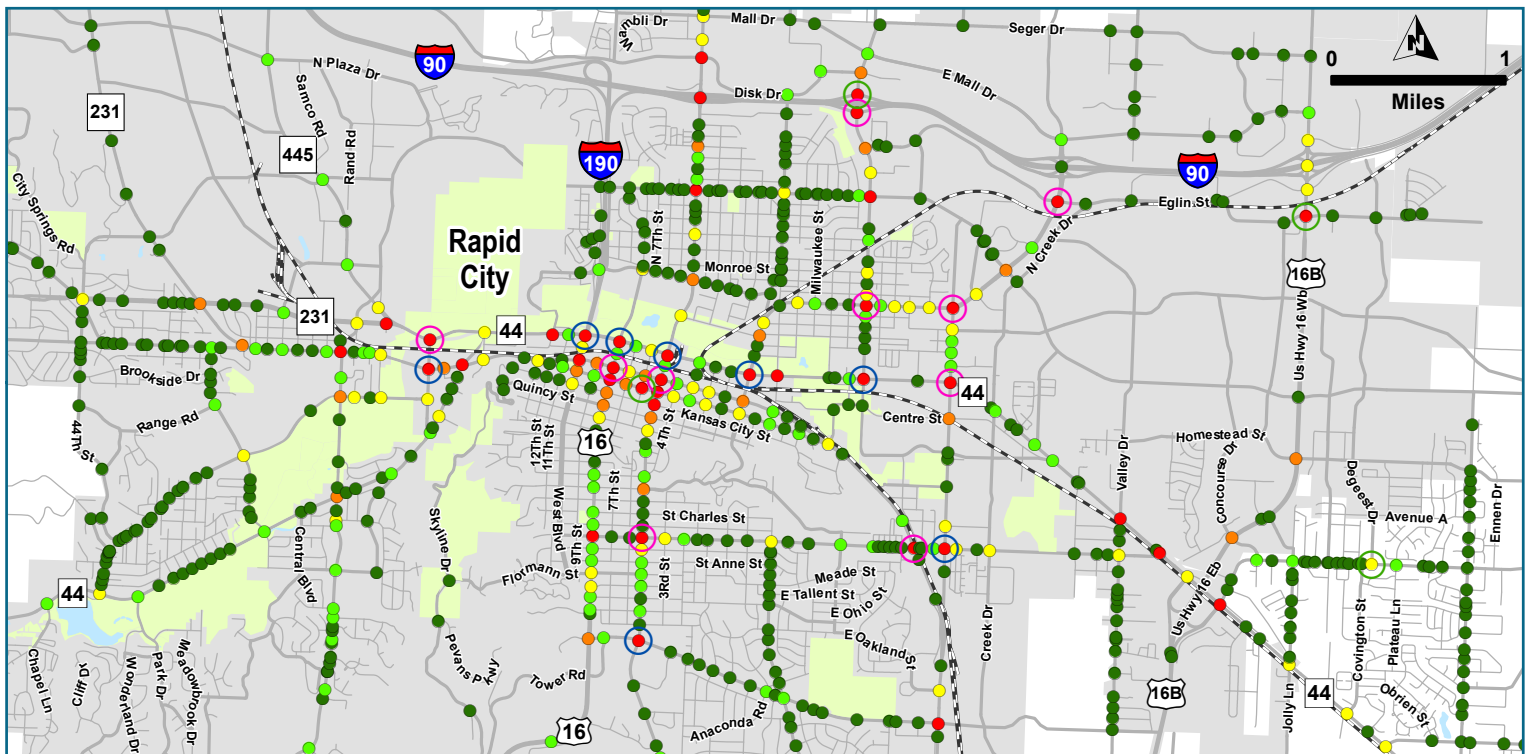 Wambli Dr
Mall Dr
Seger Dr
N
0
1
Miles
N Plaza Dr
90
E Mall Dr
Disk Dr
231
Samco Rd
Rand Rd
445
190
90
City Springs Rd
Eglin St
Rapid
City
N 7Th St
Milwaukee St
N Creek Dr
Monroe St
16B
Us Hwy 16 Wb
231
44
Brookside Dr
Quincy St
44
Range Rd
Kansas City St
Centre St
4Th St
44Th St
12Th St
11Th St
16
Homestead St
Valley Dr
Concourse Dr
Degeest Dr
Ennen Dr
7Th St
West Blvd
St Charles St
Avenue A
Skyline Dr
9Th St
Central Blvd
Flormann St
3Rd St
St Anne St
Meade St
44
E Tallent St
E Ohio St
Us Hwy 16 Eb
Covington St
Plateau Ln
E Oakland St
Creek Dr
Chapel Ln
Cliff Dr
Wonderland Dr
Park Dr
Meadowbrook Dr
Pevans Pkwy
Tower Rd
16B
Jolly Ln
44
Obrien St
16
Anaconda Rd